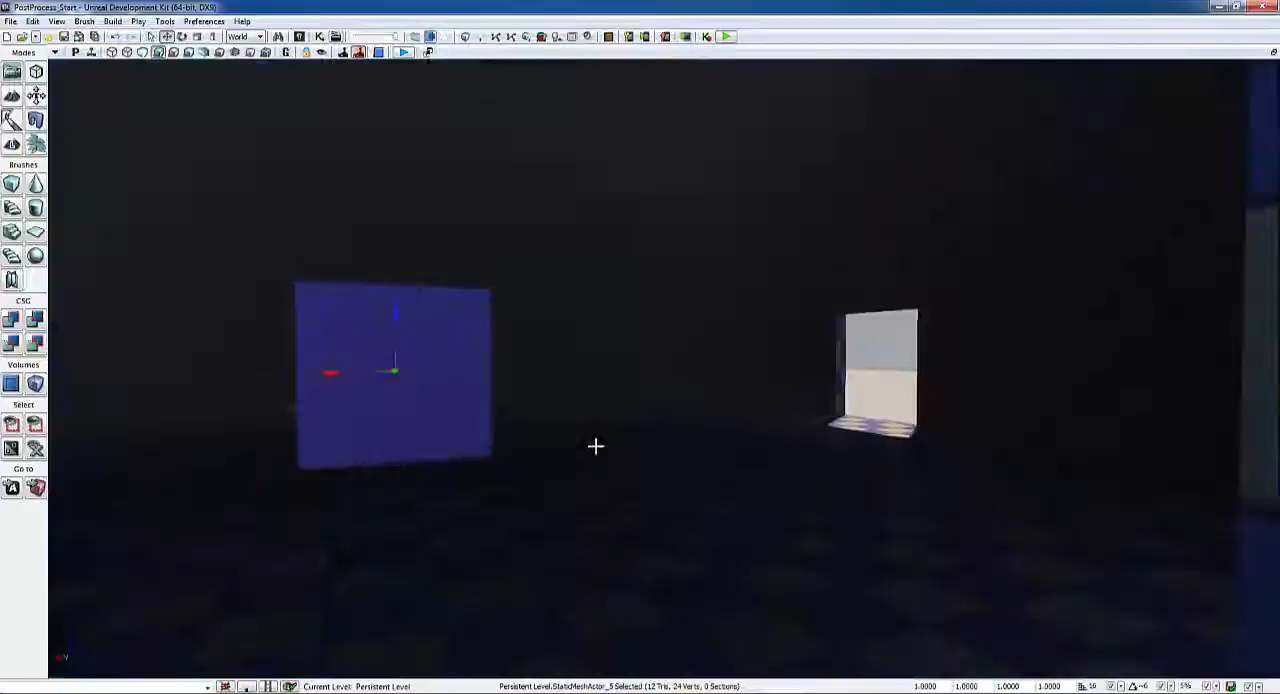 PostProcess_Start - Unreal Development Kit (64-bit, DX9)
File Edit View Brush Build Play Tools Preferences Help
World
Modes
P
G
Brushes
CSG
Volumes
Select
Go to
Current Level: Persistent Level
Persistent Level.StaticMeshActor_5 Selected (12 Tris, 24 Verts, 0 Sections)
1.0000 1.0000 1.0000 1.0000
16
5%